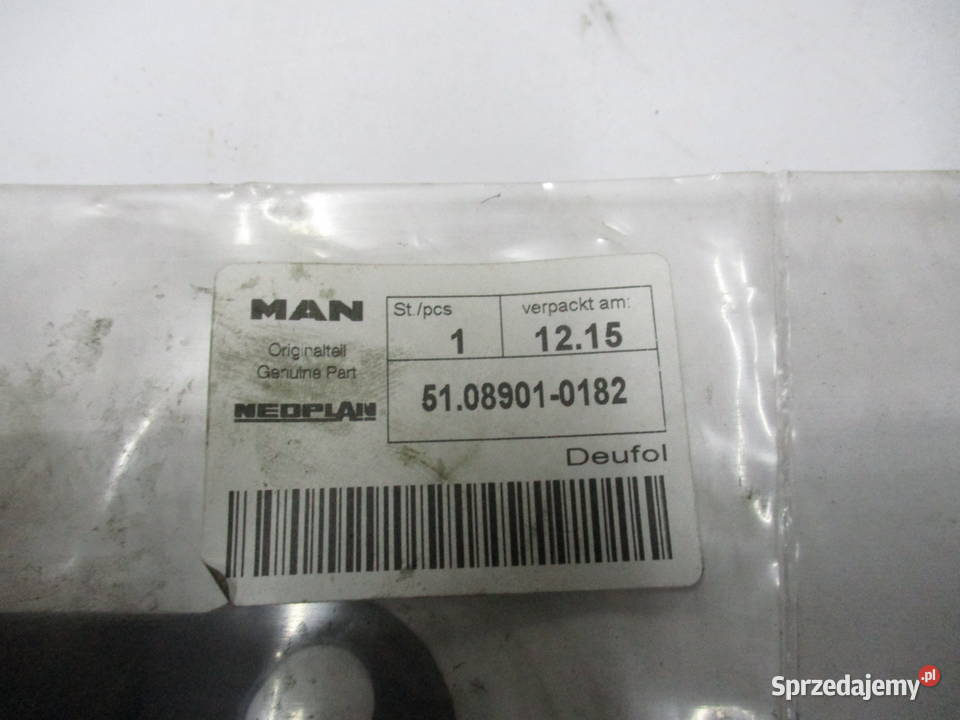 MAN
Originalteil
Genuine Part
NEOPLAN
St./pcs
1
verpackt am:
12.15
51.08901-0182
Deufol
Sprzedajemy.pl